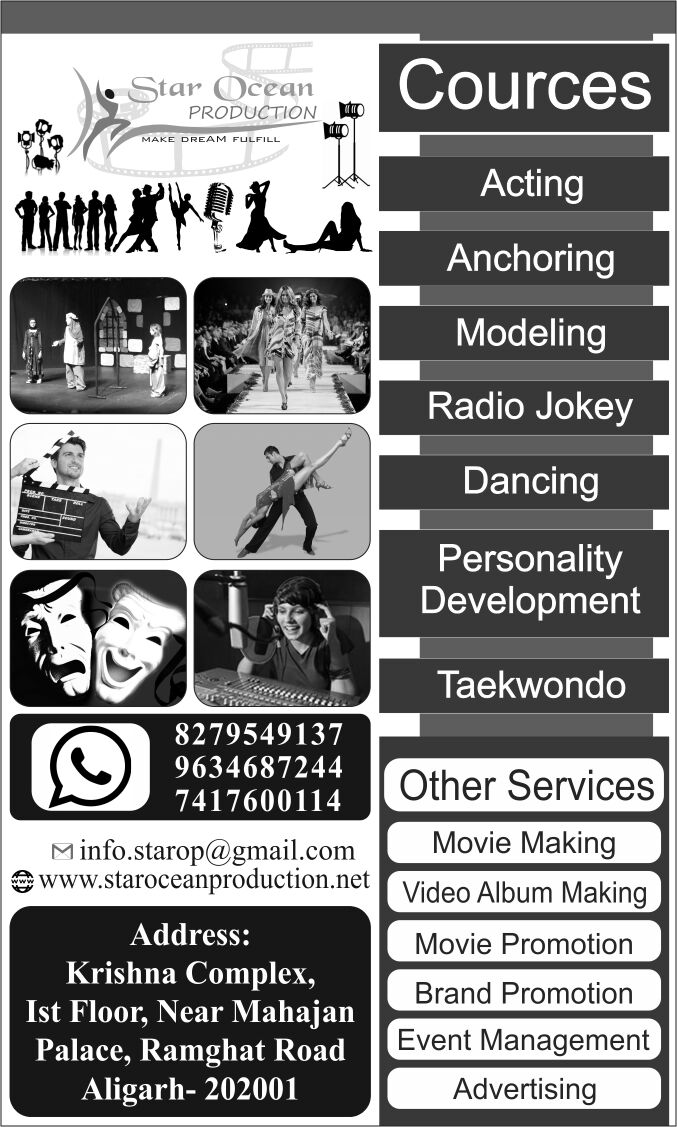 Star Ocean
PRODUCTION
MAKE DREAM FULFILL
8279549137
9634687244
7417600114
info.starop@gmail.com
www.staroceanproduction.net
Address:
Krishna Complex,
Ist Floor, Near Mahajan
Palace, Ramghat Road
Aligarh- 202001
Cources
Acting
Anchoring
Modeling
Radio Jokey
Dancing
Personality
Development
Taekwondo
Other Services
Movie Making
Video Album Making
Movie Promotion
Brand Promotion
Event Management
Advertising